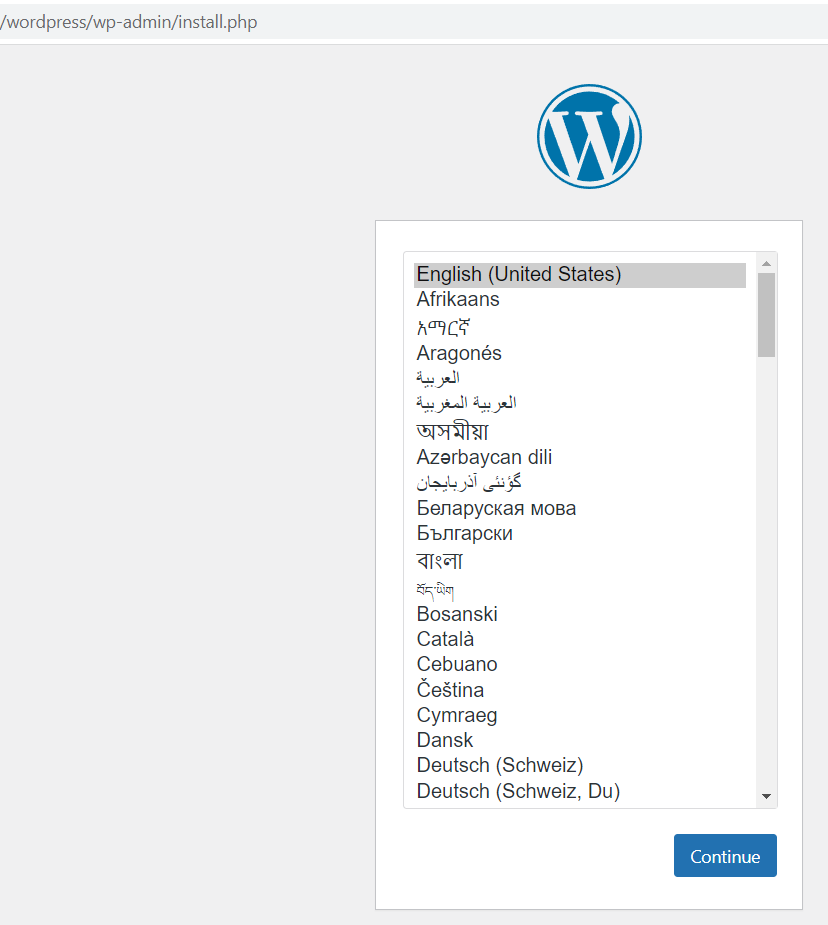 /wordpress/wp-admin/install.php
English (United States)
Afrikaans
አማርኛ
Aragonés
العربية
العربية المغربية
অসমীয়া
Azərbaycan dili
گؤنئی آذربایجان
Беларуская мова
Български
বাংলা
བོད་ཡིག
Bosanski
Català
Cebuano
Čeština
Cymraeg
Dansk
Deutsch (Schweiz)
Deutsch (Schweiz, Du)
Continue